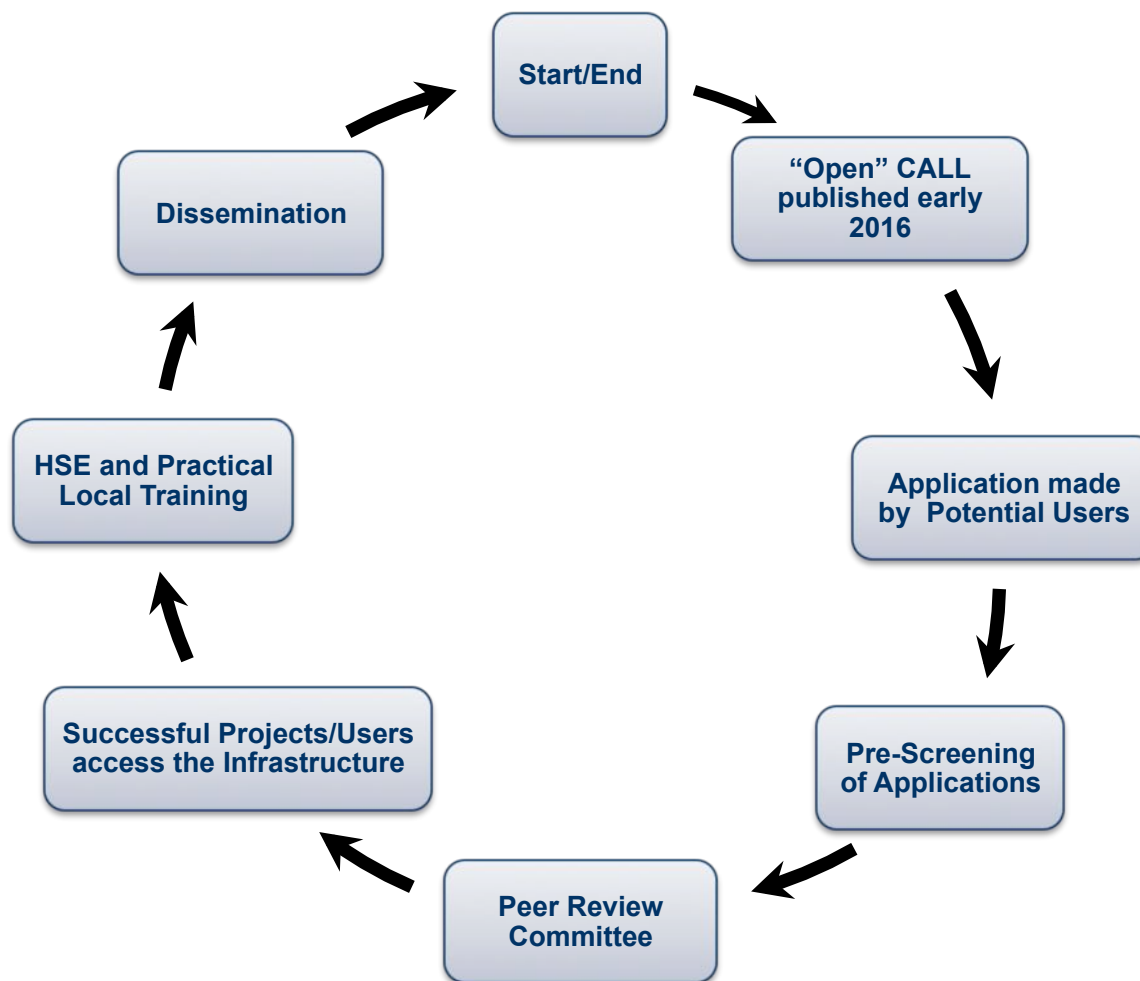 Start/End
“Open” CALL
published early
2016
Application made
by Potential Users
Pre-Screening
of Applications
Peer Review
Committee
Successful Projects/Users
access the Infrastructure
HSE and Practical
Local Training
Dissemination